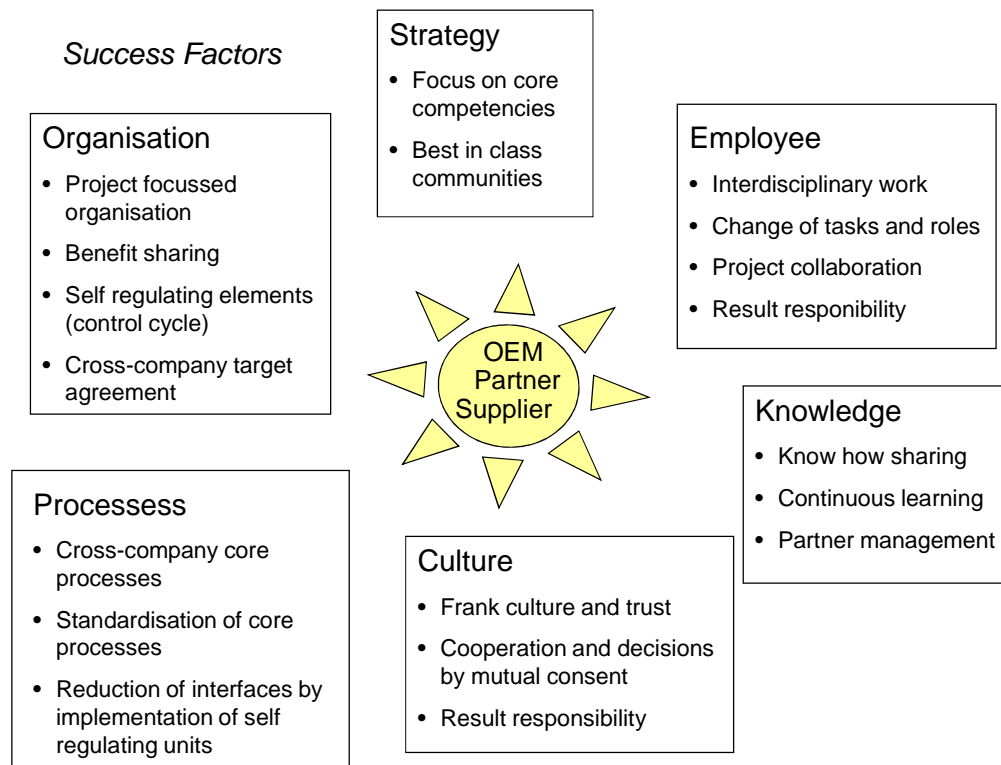 Success Factors
Strategy
• Focus on core
competencies
• Best in class
communities
Organisation
• Project focussed
organisation
• Benefit sharing
• Self regulating elements
(control cycle)
• Cross-company target
agreement
Employee
• Interdisciplinary work
• Change of tasks and roles
• Project collaboration
• Result responibility
OEM
Partner
Supplier
Knowledge
• Know how sharing
• Continuous learning
• Partner management
Processess
• Cross-company core
processes
• Standardisation of core
processes
• Reduction of interfaces by
implementation of self
regulating units
Culture
• Frank culture and trust
• Cooperation and decisions
by mutual consent
• Result responsibility